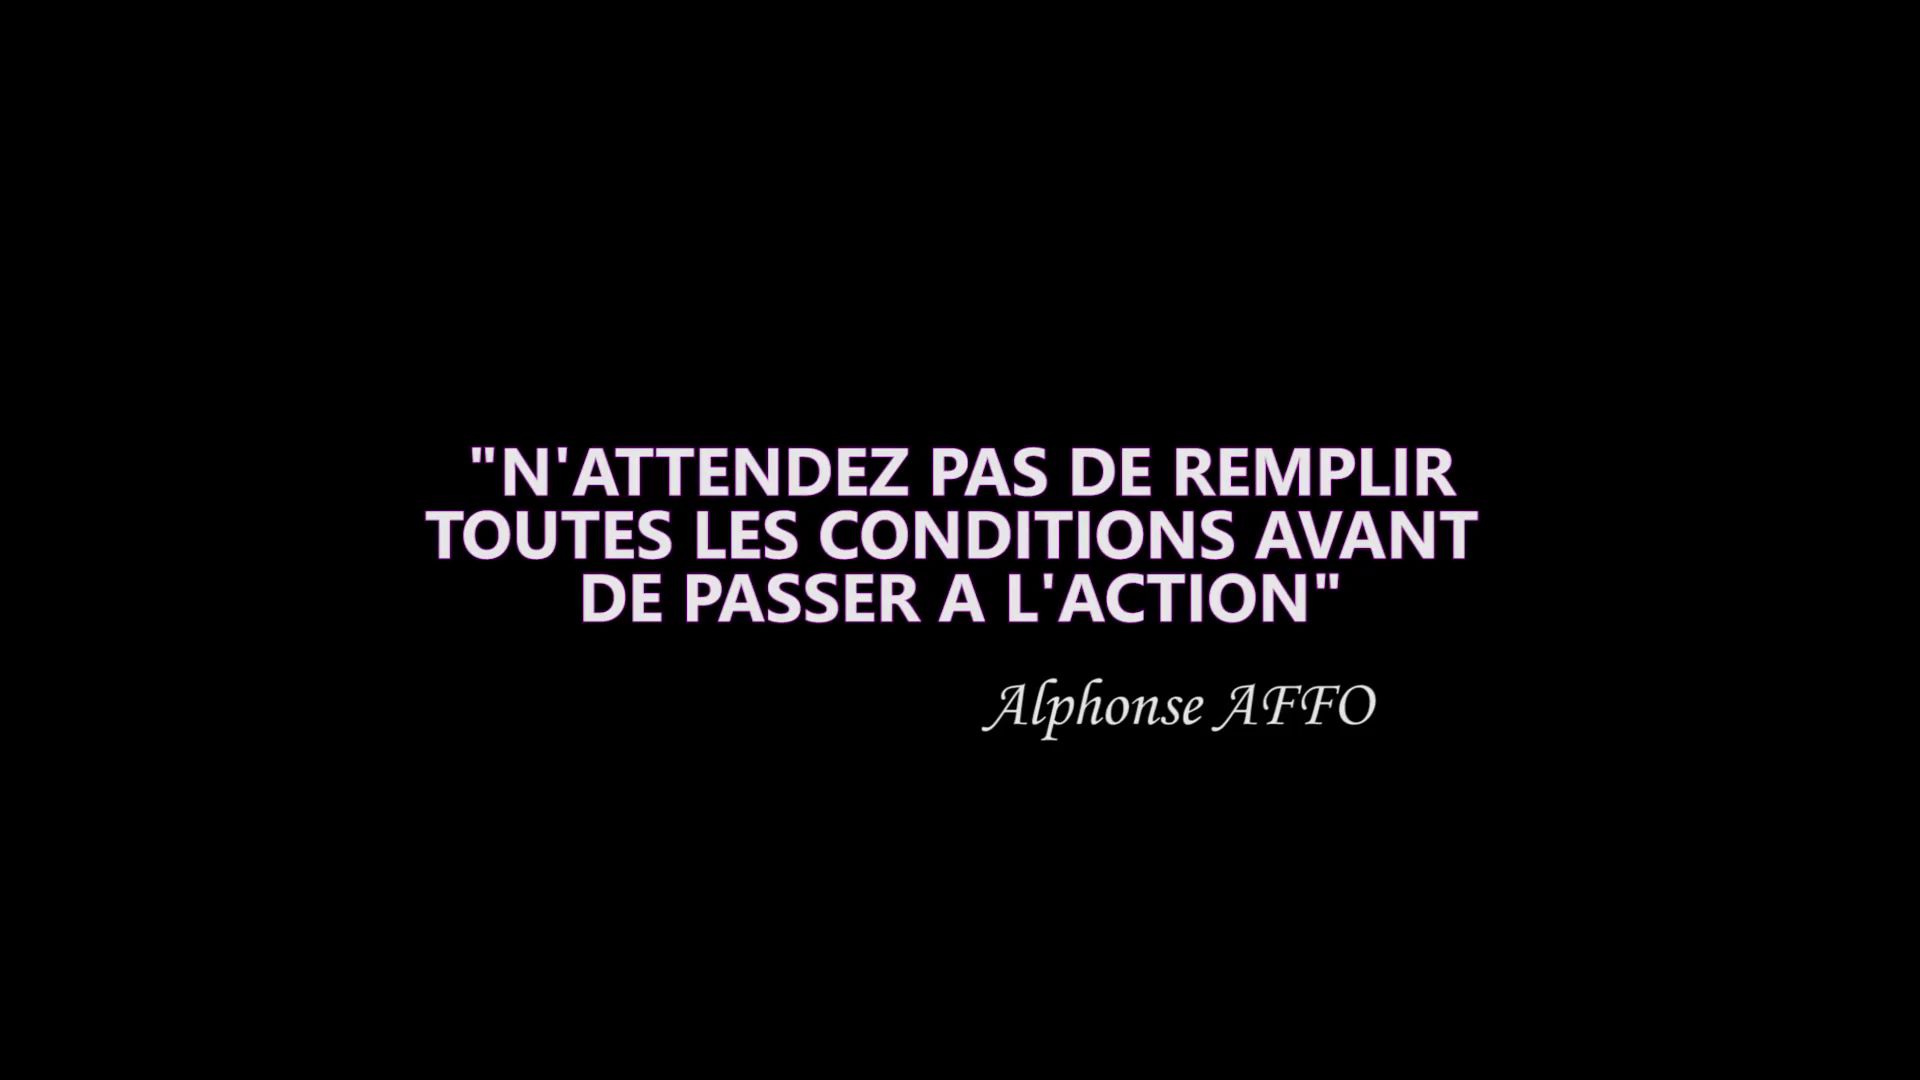 "N'ATTENDEZ PAS DE REMPLIR
TOUTES LES CONDITIONS AVANT
DE PASSER A L'ACTION"
Alphonse AFFO